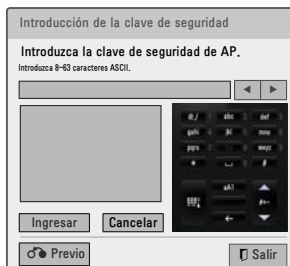 Introducción de la clave de seguridad
Introduzca la clave de seguridad de AP.
Introduzca 8~63 caracteres ASCII.
@./ abc def
ghi jkl mno
pqrs wxyz
aA1
Ingresar Cancelar
Previo Salir